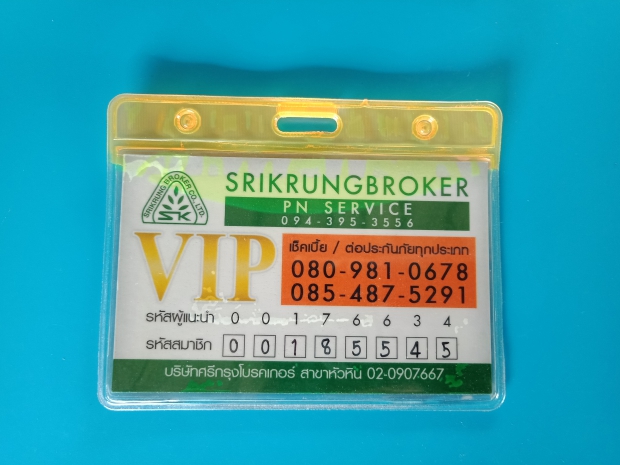 SRIKRUNG BROKER CO., LTD.
SK
SRIKRUNGBROKER
PN SERVICE
094-395-3556
VIP
เช็คเบี้ย / ต่อประกันภัยทุกประเภท
080-981-0678
085-487-5291
รหัสผู้แนะนำ 0 0 1 7 6 6 3 4
รหัสสมาชิก 0 0 1 8 5 5 4 5
บริษัทศรีกรุงโบรคเกอร์ สาขาหัวหิน 02-0907667